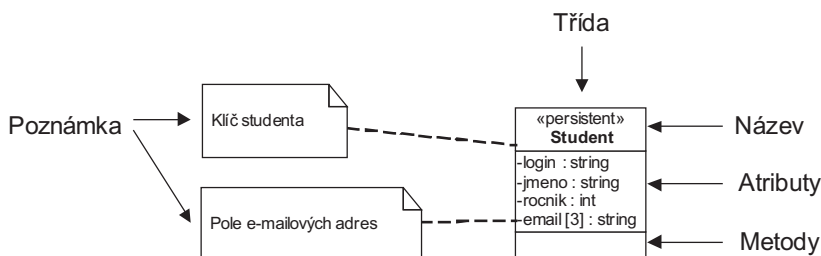 Třída
Poznámka
Klíč studenta
Pole e-mailových adres
«persistent»
Student
-login : string
-jmeno : string
-rocnik : int
-email [3] : string
Název
Atributy
Metody